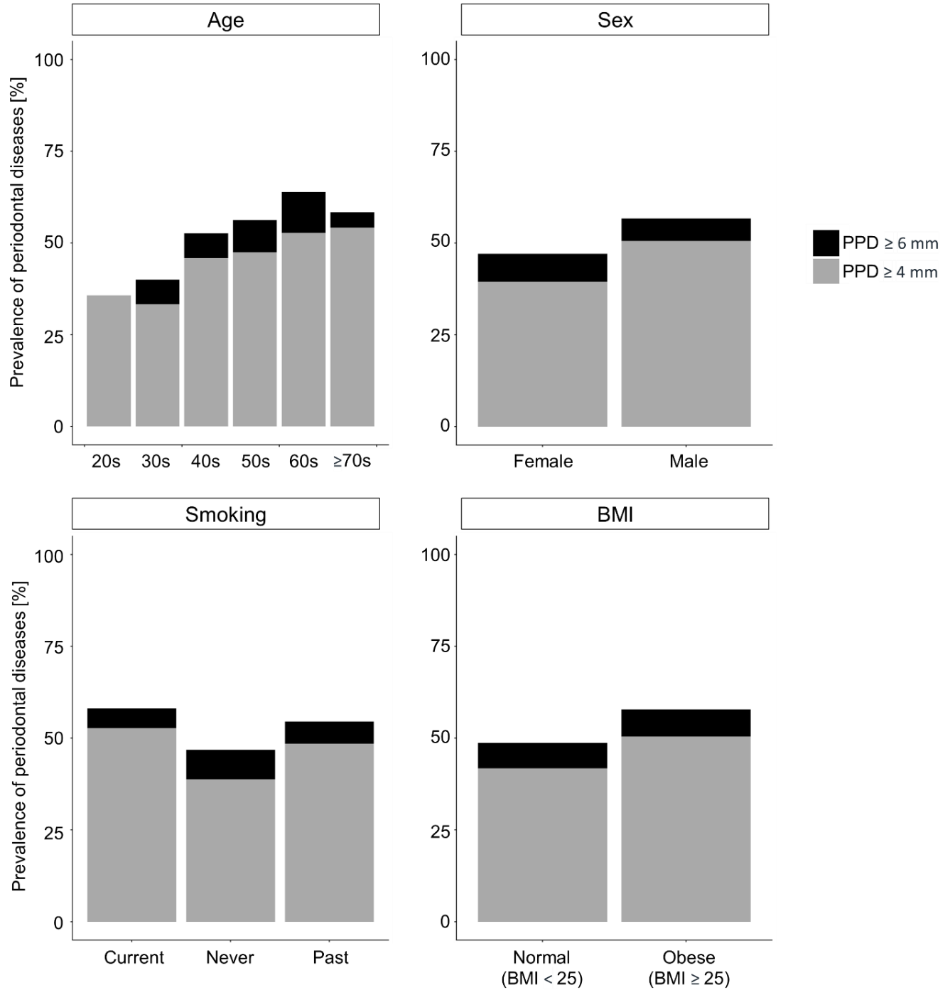 Age
Prevalence of periodontal diseases [%]
100
75
50
25
0
20s 30s 40s 50s 60s ≥70s
Sex
100
75
50
25
0
Female Male
PPD ≥ 6 mm
PPD ≥ 4 mm
Smoking
Prevalence of periodontal diseases [%]
100
75
50
25
0
Current Never Past
BMI
100
75
50
25
0
Normal Obese
(BMI < 25) (BMI ≥ 25)